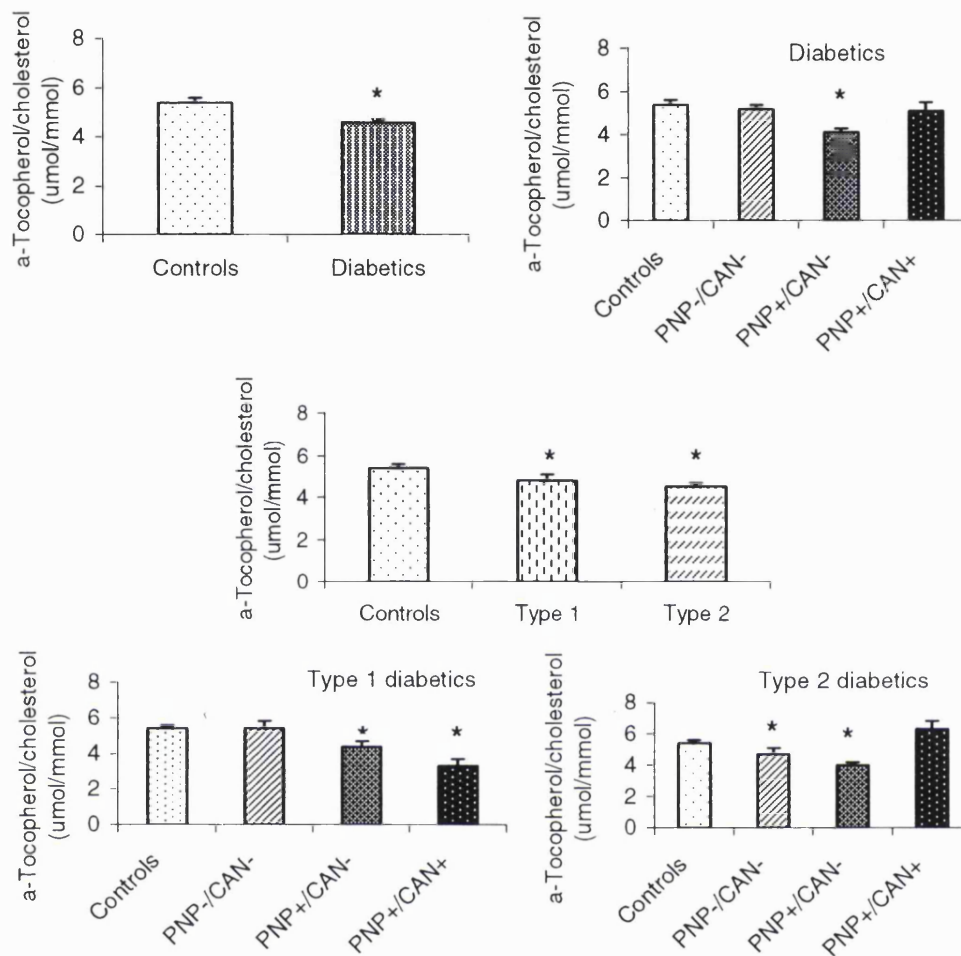 a-Tocopherol/cholesterol
(umol/mmol)
8
6
4
2
0
*
Controls
Diabetics
a-Tocopherol/cholesterol
(umol/mmol)
8
6
4
2
0
Diabetics
*
Controls
PNP-/CAN-
PNP+/CAN-
PNP+/CAN+
a-Tocopherol/cholesterol
(umol/mmol)
8
6
4
2
0
*
*
Controls
Type 1
Type 2
a-Tocopherol/cholesterol
(umol/mmol)
8
6
4
2
0
Type 1 diabetics
*
*
Controls
PNP-/CAN-
PNP+/CAN-
PNP+/CAN+
a-Tocopherol/cholesterol
(umol/mmol)
8
6
4
2
0
Type 2 diabetics
*
*
Controls
PNP-/CAN-
PNP+/CAN-
PNP+/CAN+